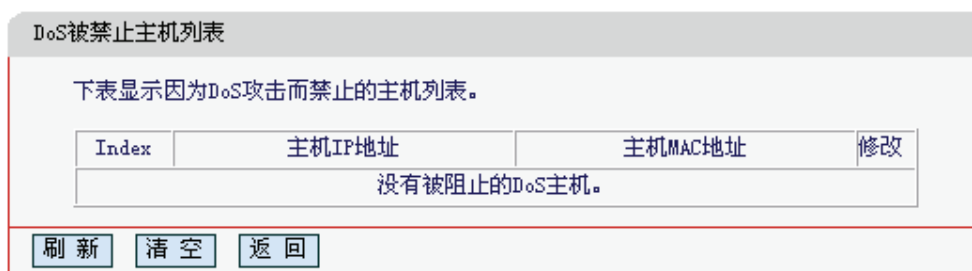 DoS被禁止主机列表
下表显示因为DoS攻击而禁止的主机列表。
Index 主机IP地址 主机MAC地址 修改
没有被阻止的DoS主机。
刷 新 清 空 返 回